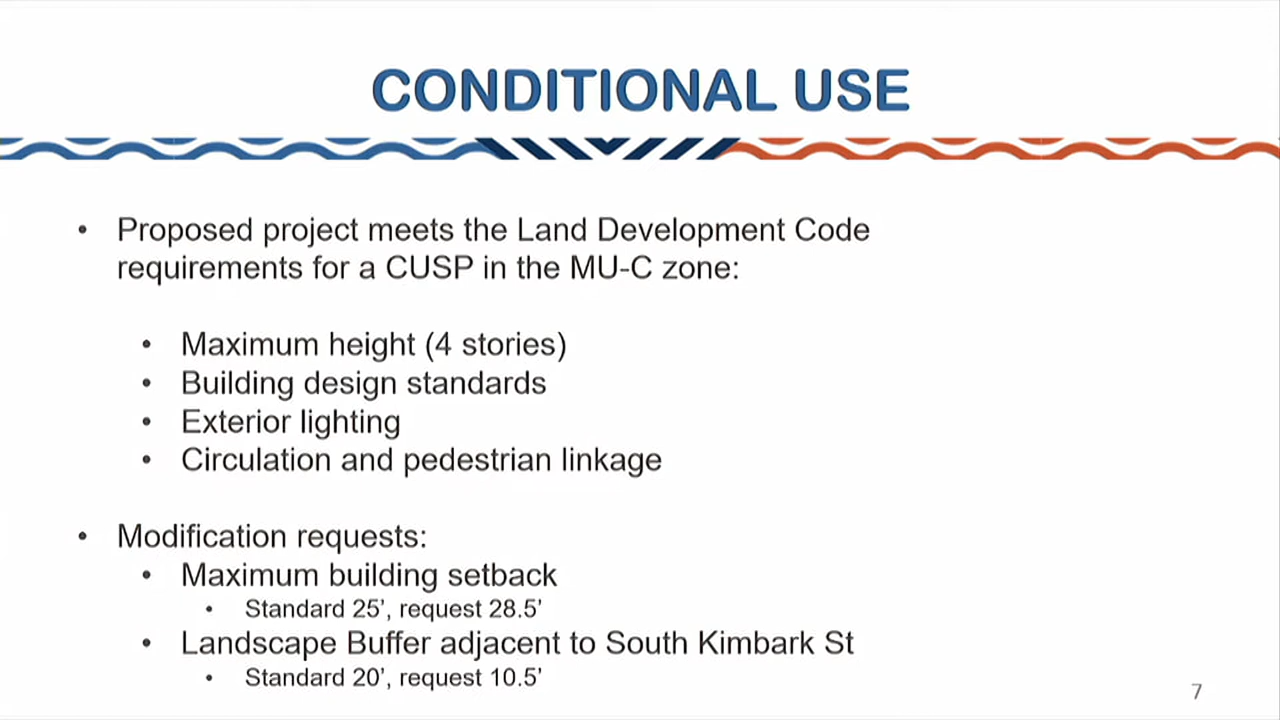 CONDITIONAL USE
• Proposed project meets the Land Development Code
requirements for a CUSP in the MU-C zone:
• Maximum height (4 stories)
• Building design standards
• Exterior lighting
• Circulation and pedestrian linkage
• Modification requests:
• Maximum building setback
• Standard 25’, request 28.5’
• Landscape Buffer adjacent to South Kimbark St
• Standard 20’, request 10.5’
7